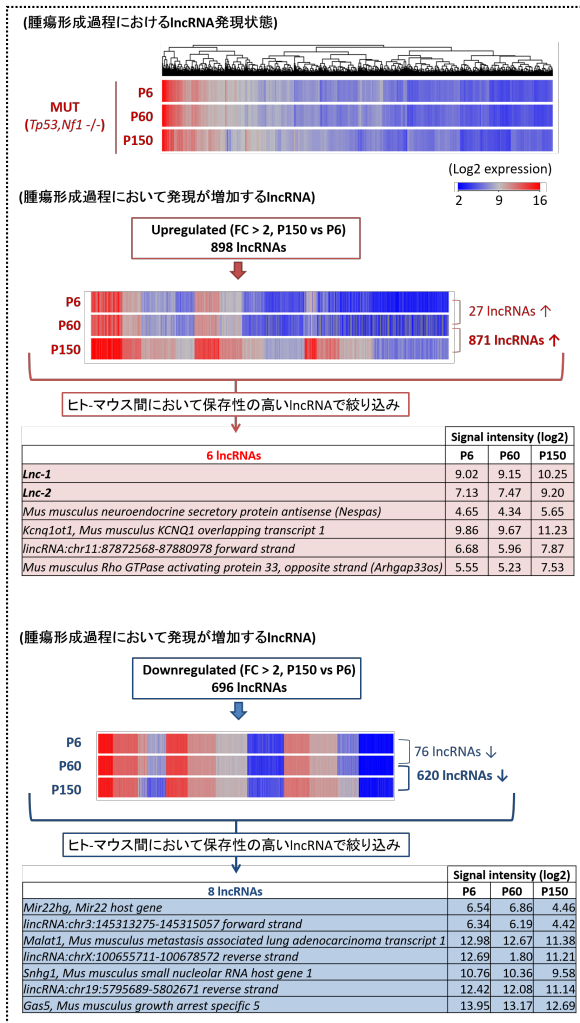 (腫瘍形成過程におけるlncRNA発現状態)
MUT
(Tp53,Nf1 -/-)
P6
P60
P150
(Log2 expression)
2 9 16
(腫瘍形成過程において発現が増加するlncRNA)
Upregulated (FC > 2, P150 vs P6)
898 lncRNAs
P6
P60
P150
27 lncRNAs ↑
871 lncRNAs ↑
ヒト-マウス間において保存性の高いlncRNAで絞り込み
Signal intensity (log2)
6 lncRNAs P6 P60 P150
Lnc-1 9.02 9.15 10.25
Lnc-2 7.13 7.47 9.20
Mus musculus neuroendocrine secretory protein antisense (Nespas) 4.65 4.34 5.65
Kcnq1ot1, Mus musculus KCNQ1 overlapping transcript 1 9.86 9.67 11.23
lincRNA:chr11:87872568-87880978 forward strand 6.68 5.96 7.87
Mus musculus Rho GTPase activating protein 33, opposite strand (Arhgap33os) 5.55 5.23 7.53
(腫瘍形成過程において発現が増加するlncRNA)
Downregulated (FC > 2, P150 vs P6)
696 lncRNAs
P6
P60
P150
76 lncRNAs ↓
620 lncRNAs ↓
ヒト-マウス間において保存性の高いlncRNAで絞り込み
Signal intensity (log2)
8 lncRNAs P6 P60 P150
Mir22hg, Mir22 host gene 6.54 6.86 4.46
lincRNA:chr3:145313275-145315057 forward strand 6.34 6.19 4.42
Malat1, Mus musculus metastasis associated lung adenocarcinoma transcript 1 12.98 12.67 11.38
lincRNA:chrX:100655711-100678572 reverse strand 12.69 1.80 11.21
Snhg1, Mus musculus small nucleolar RNA host gene 1 10.76 10.36 9.58
lincRNA:chr19:5795689-5802671 reverse strand 12.42 12.08 11.14
Gas5, Mus musculus growth arrest specific 5 13.95 13.17 12.69